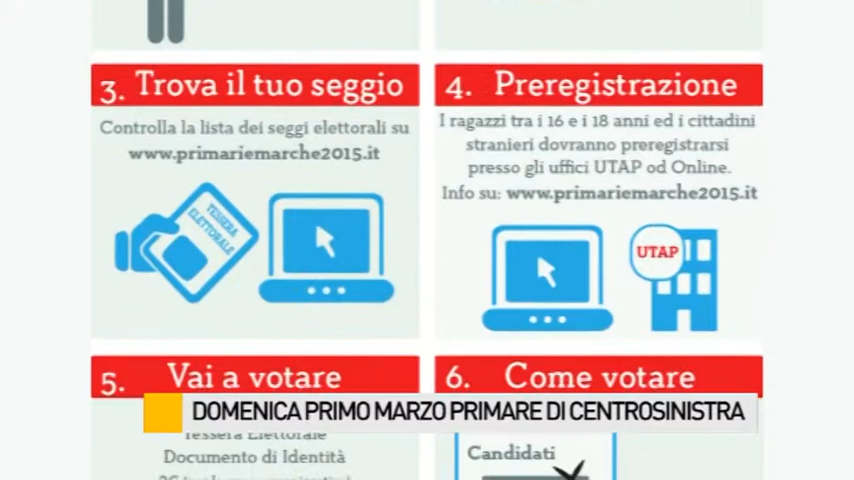 3. Trova il tuo seggio
Controlla la lista dei seggi elettorali su
www.primariemarche2015.it
TESSERA
ELETTORALE
4. Preregistrazione
I ragazzi tra i 16 e i 18 anni ed i cittadini
stranieri dovranno preregistrarsi
presso gli uffici UTAP od Online.
Info su: www.primariemarche2015.it
UTAP
5. Vai a votare
Tessera Elettorale
Documento di Identità
6. Come votare
Candidati
DOMENICA PRIMO MARZO PRIMARE DI CENTROSINISTRA